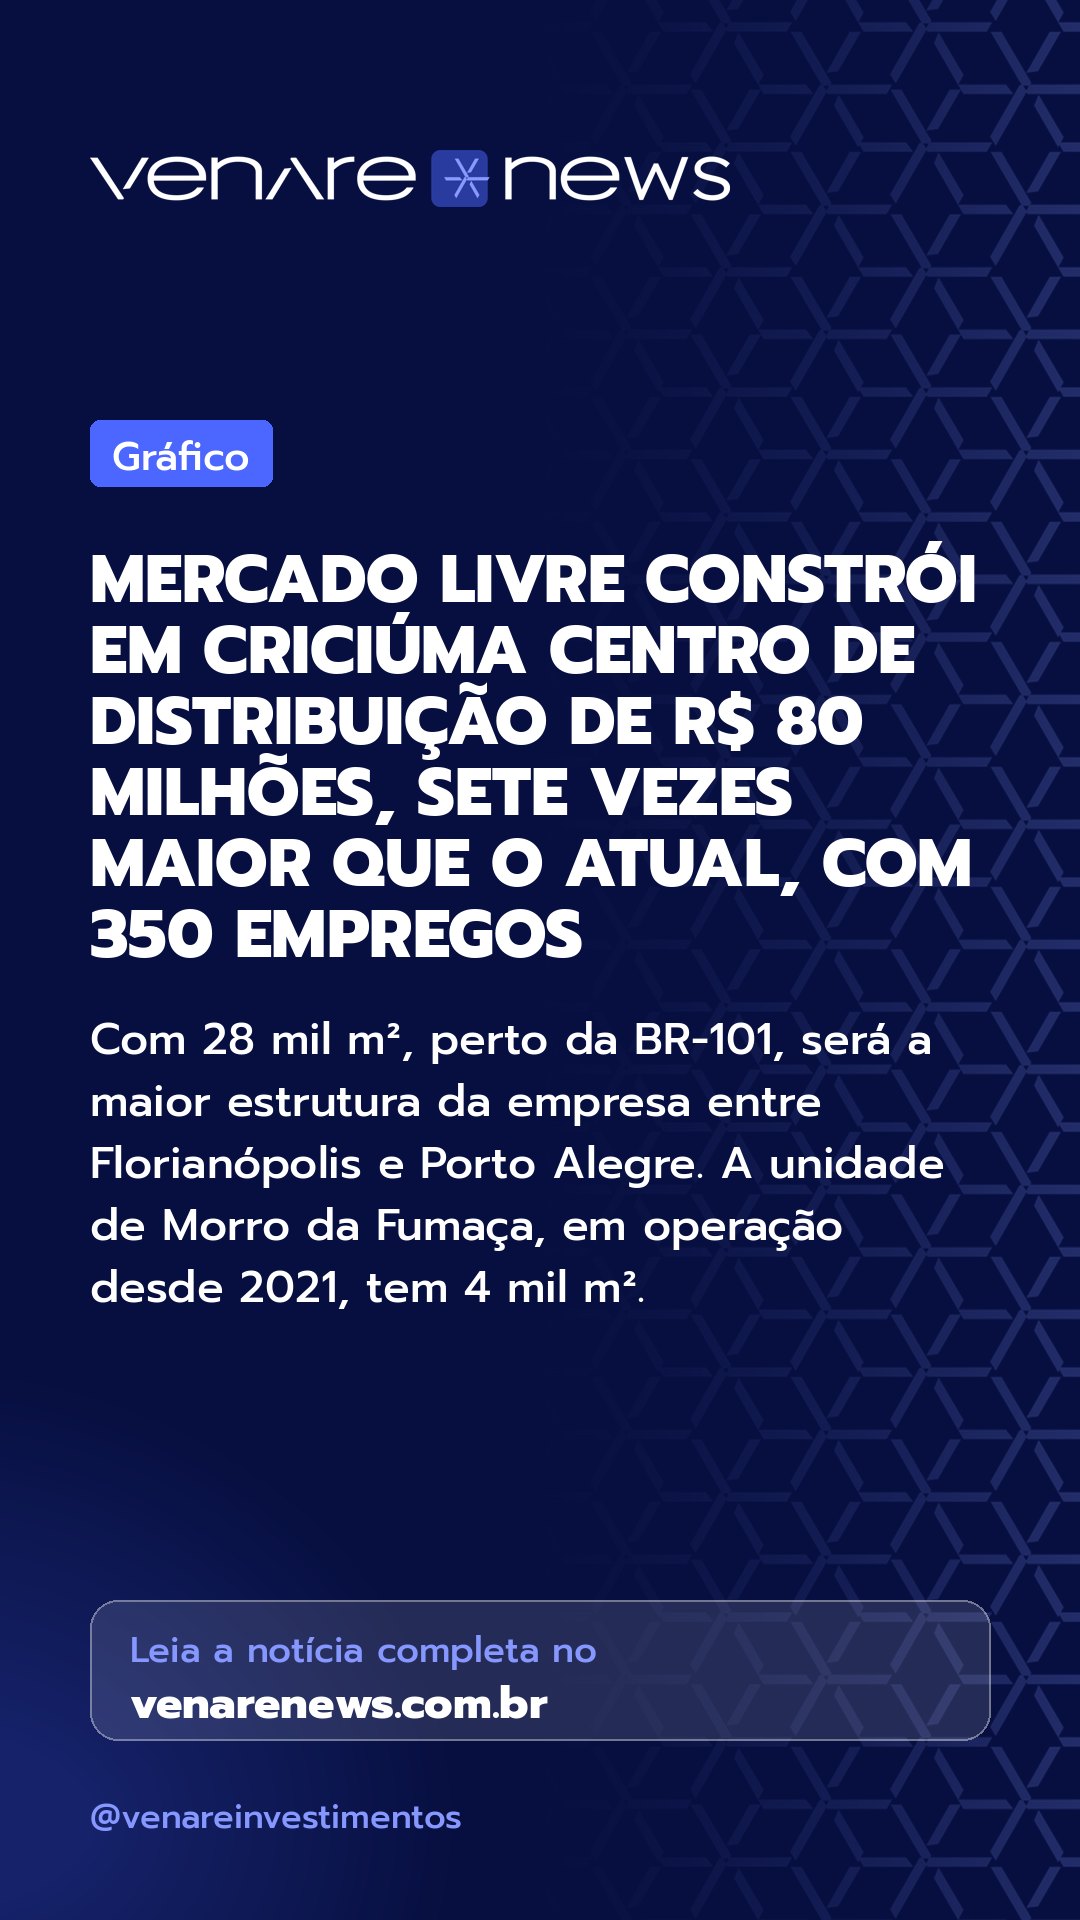 venare news
Gráfico
MERCADO LIVRE CONSTRÓI
EM CRICIÚMA CENTRO DE
DISTRIBUIÇÃO DE R$ 80
MILHÕES, SETE VEZES
MAIOR QUE O ATUAL, COM
350 EMPREGOS
Com 28 mil m², perto da BR-101, será a
maior estrutura da empresa entre
Florianópolis e Porto Alegre. A unidade
de Morro da Fumaça, em operação
desde 2021, tem 4 mil m².
Leia a notícia completa no
venarenews.com.br
@venareinvestimentos